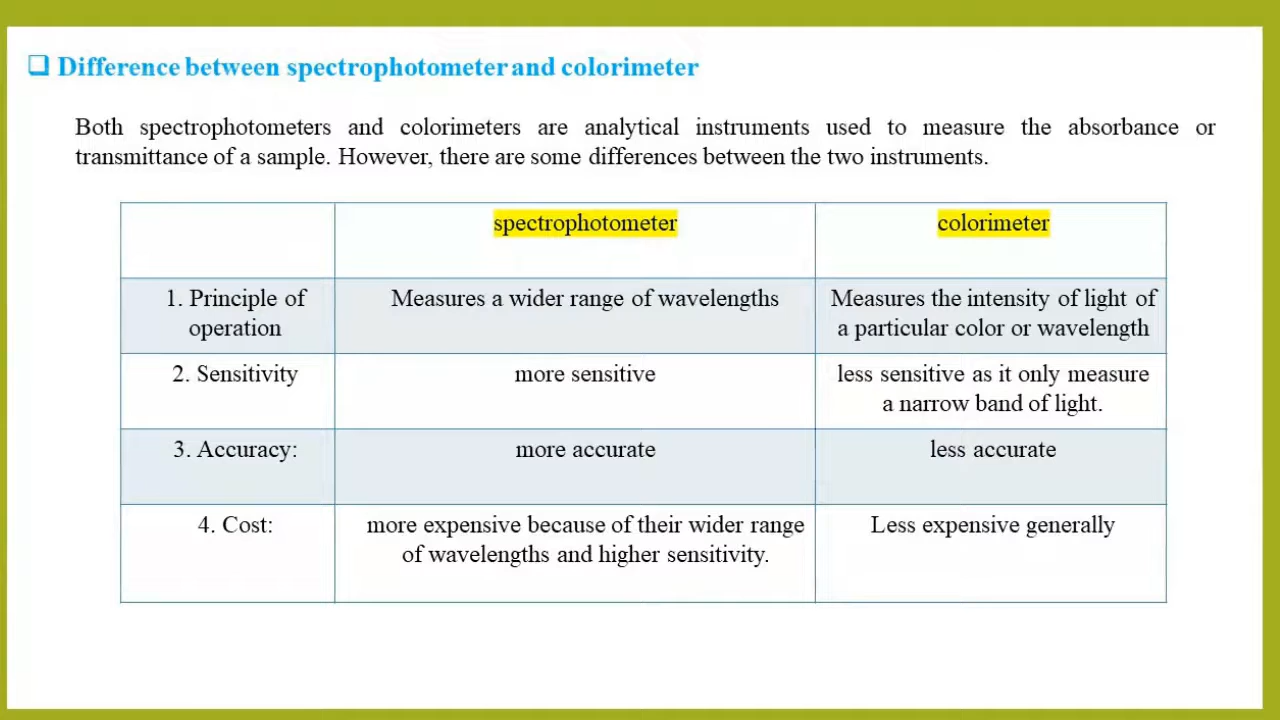 ❑ Difference between spectrophotometer and colorimeter
Both spectrophotometers and colorimeters are analytical instruments used to measure the absorbance or
transmittance of a sample. However, there are some differences between the two instruments.
spectrophotometer
colorimeter
1. Principle of
operation
Measures a wider range of wavelengths
Measures the intensity of light of
a particular color or wavelength
2. Sensitivity
more sensitive
less sensitive as it only measure
a narrow band of light.
3. Accuracy:
more accurate
less accurate
4. Cost:
more expensive because of their wider range
of wavelengths and higher sensitivity.
Less expensive generally